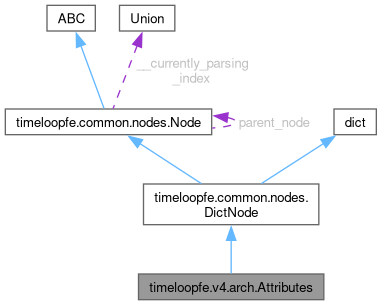 ABC
Union
__currently_parsing
_index
timeloopfe.common.nodes.Node
parent_node
dict
timeloopfe.common.nodes.
DictNode
timeloopfe.v4.arch.Attributes